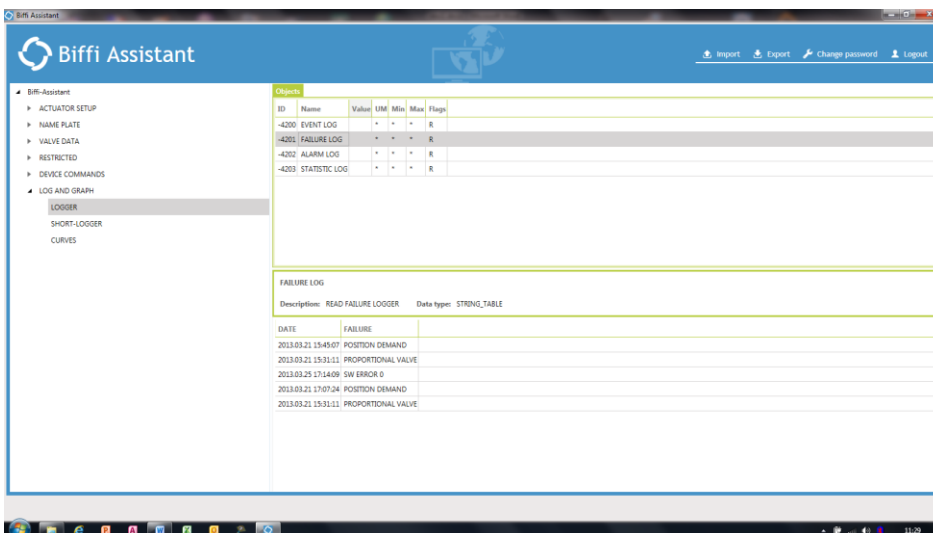 Biffi Assistant
Biffi Assistant
Import Export Change password Logout
Biffi-Assistant
ACTUATOR SETUP
NAME PLATE
VALVE DATA
RESTRICTED
DEVICE COMMANDS
LOG AND GRAPH
LOGGER
SHORT-LOGGER
CURVES
Objects
ID Name Value UM Min Max Flags
-4200 EVENT LOG * * * R
-4201 FAILURE LOG * * * R
-4202 ALARM LOG * * * R
-4203 STATISTIC LOG * * * R
FAILURE LOG
Description: READ FAILURE LOGGER Data type: STRING_TABLE
DATE FAILURE
2013.03.21 15:45:07 POSITION DEMAND
2013.03.21 15:31:11 PROPORTIONAL VALVE
2013.03.25 17:14:09 SW ERROR 0
2013.03.21 17:07:24 POSITION DEMAND
2013.03.21 15:31:11 PROPORTIONAL VALVE
11:29